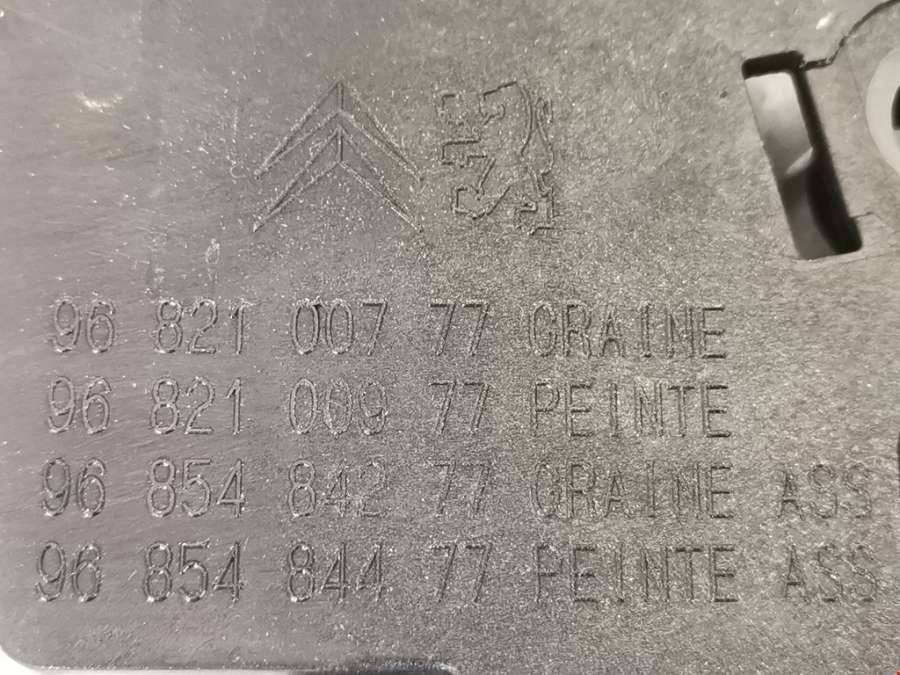 96 821 007 77 GRAINE
96 821 009 77 PEINTE
96 854 842 77 GRAINE ASS
96 854 844 77 PEINTE ASS